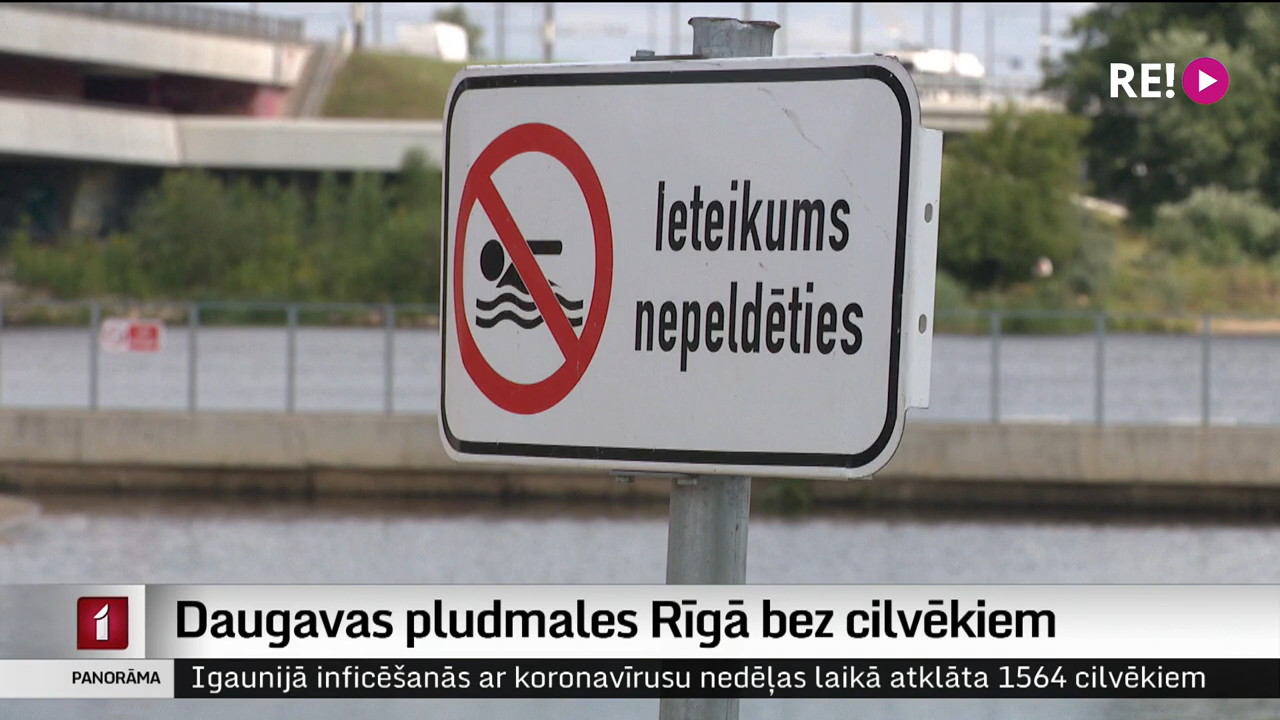 RE!
Ieteikums
nepeldēties
1
Daugavas pludmales Rīgā bez cilvēkiem
PANORĀMA
Igaunijā inficēšanās ar koronavīrusu nedēļas laikā atklāta 1564 cilvēkiem